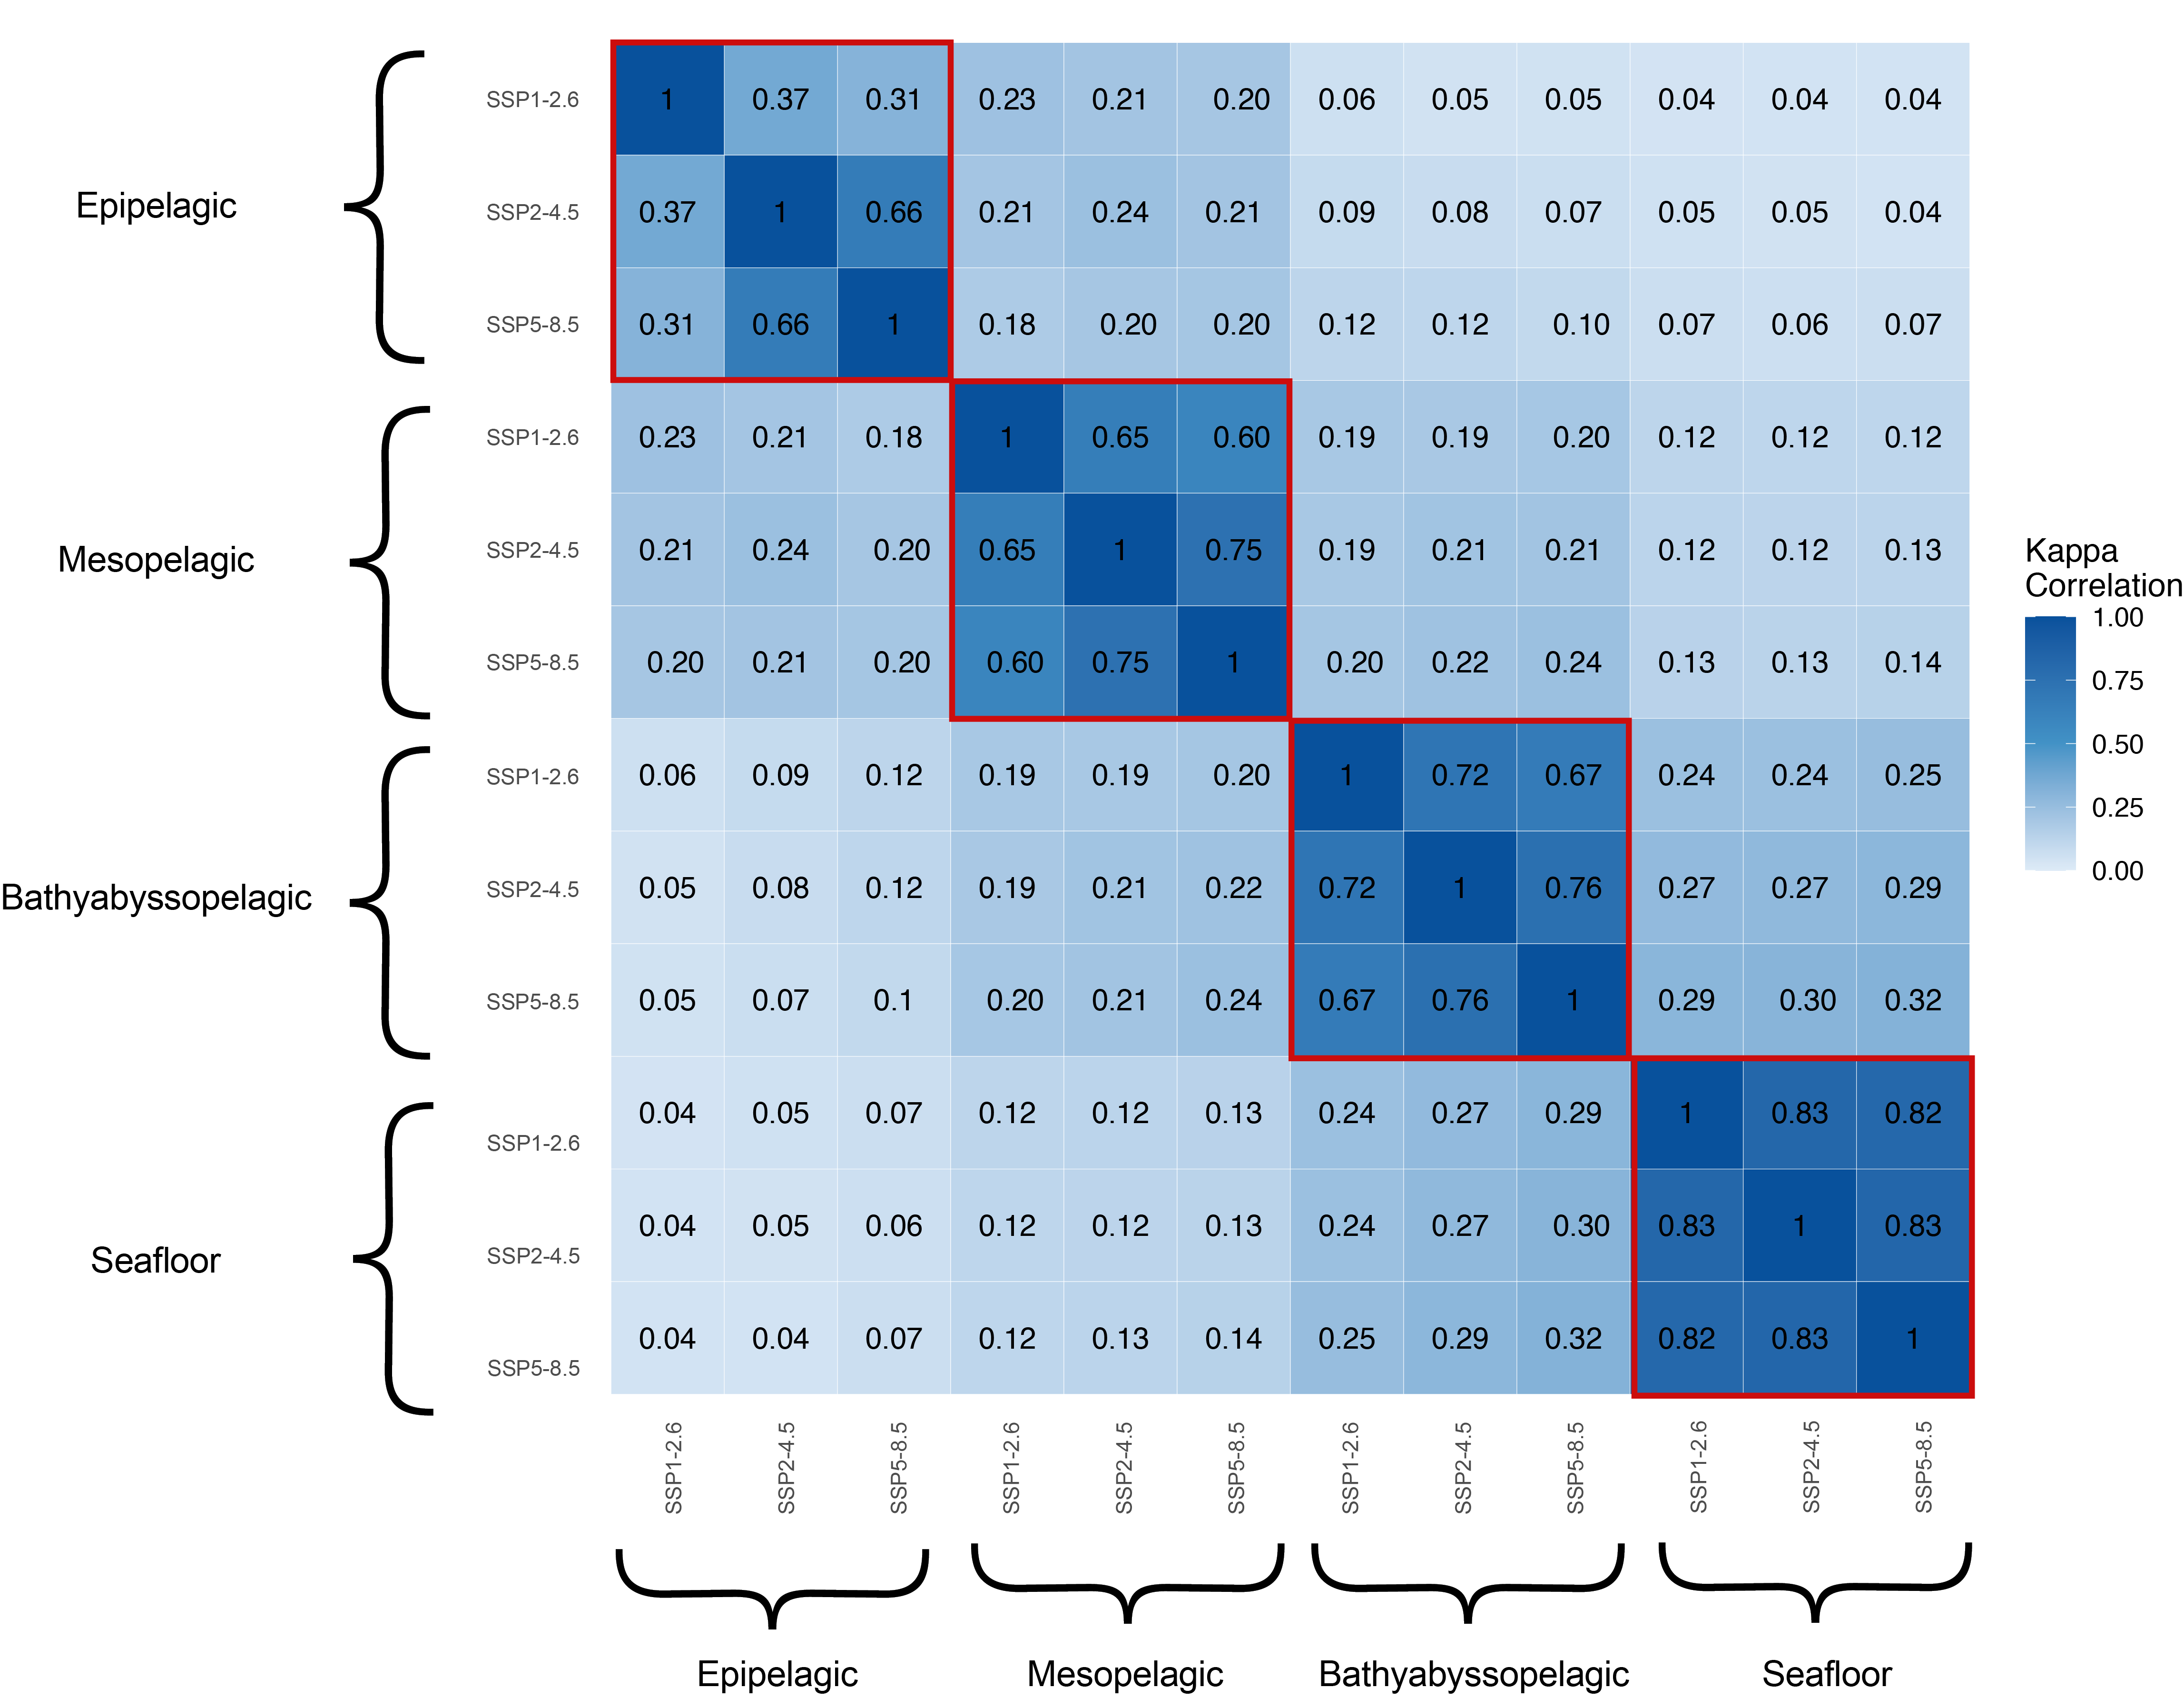 SSP1-2.6 1 0.37 0.31 0.23 0.21 0.20 0.06 0.05 0.05 0.04 0.04 0.04
Epipelagic SSP2-4.5 0.37 1 0.66 0.21 0.24 0.21 0.09 0.08 0.07 0.05 0.05 0.04
SSP5-8.5 0.31 0.66 1 0.18 0.20 0.20 0.12 0.12 0.10 0.07 0.06 0.07
SSP1-2.6 0.23 0.21 0.18 1 0.65 0.60 0.19 0.19 0.20 0.12 0.12 0.12
Mesopelagic SSP2-4.5 0.21 0.24 0.20 0.65 1 0.75 0.19 0.21 0.21 0.12 0.12 0.13
SSP5-8.5 0.20 0.21 0.20 0.60 0.75 1 0.20 0.22 0.24 0.13 0.13 0.14
SSP1-2.6 0.06 0.09 0.12 0.19 0.19 0.20 1 0.72 0.67 0.24 0.24 0.25
Bathyabyssopelagic SSP2-4.5 0.05 0.08 0.12 0.19 0.21 0.22 0.72 1 0.76 0.27 0.27 0.29
SSP5-8.5 0.05 0.07 0.1 0.20 0.21 0.24 0.67 0.76 1 0.29 0.30 0.32
SSP1-2.6 0.04 0.05 0.07 0.12 0.12 0.13 0.24 0.27 0.29 1 0.83 0.82
Seafloor SSP2-4.5 0.04 0.05 0.06 0.12 0.12 0.13 0.24 0.27 0.30 0.83 1 0.83
SSP5-8.5 0.04 0.04 0.07 0.12 0.13 0.14 0.25 0.29 0.32 0.82 0.83 1
SSP1-2.6 SSP2-4.5 SSP5-8.5 SSP1-2.6 SSP2-4.5 SSP5-8.5 SSP1-2.6 SSP2-4.5 SSP5-8.5 SSP1-2.6 SSP2-4.5 SSP5-8.5
Epipelagic Mesopelagic Bathyabyssopelagic Seafloor
Kappa
Correlation
1.00
0.75
0.50
0.25
0.00